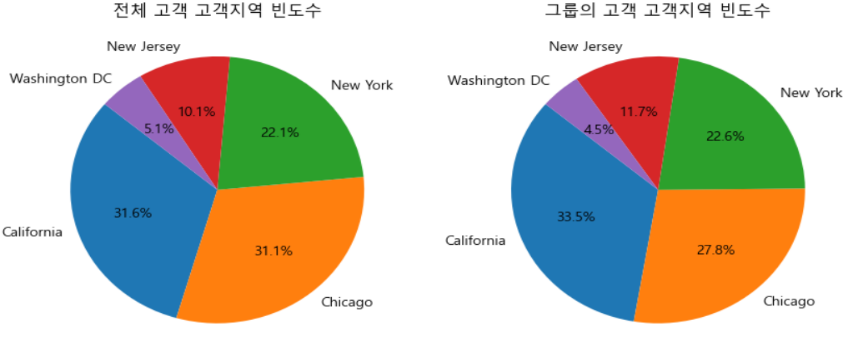 전체 고객 고객지역 빈도수
New Jersey
Washington DC
10.1%
5.1%
New York
22.1%
31.6%
California
31.1%
Chicago
그룹의 고객 고객지역 빈도수
New Jersey
Washington DC
11.7%
4.5%
New York
22.6%
33.5%
California
27.8%
Chicago